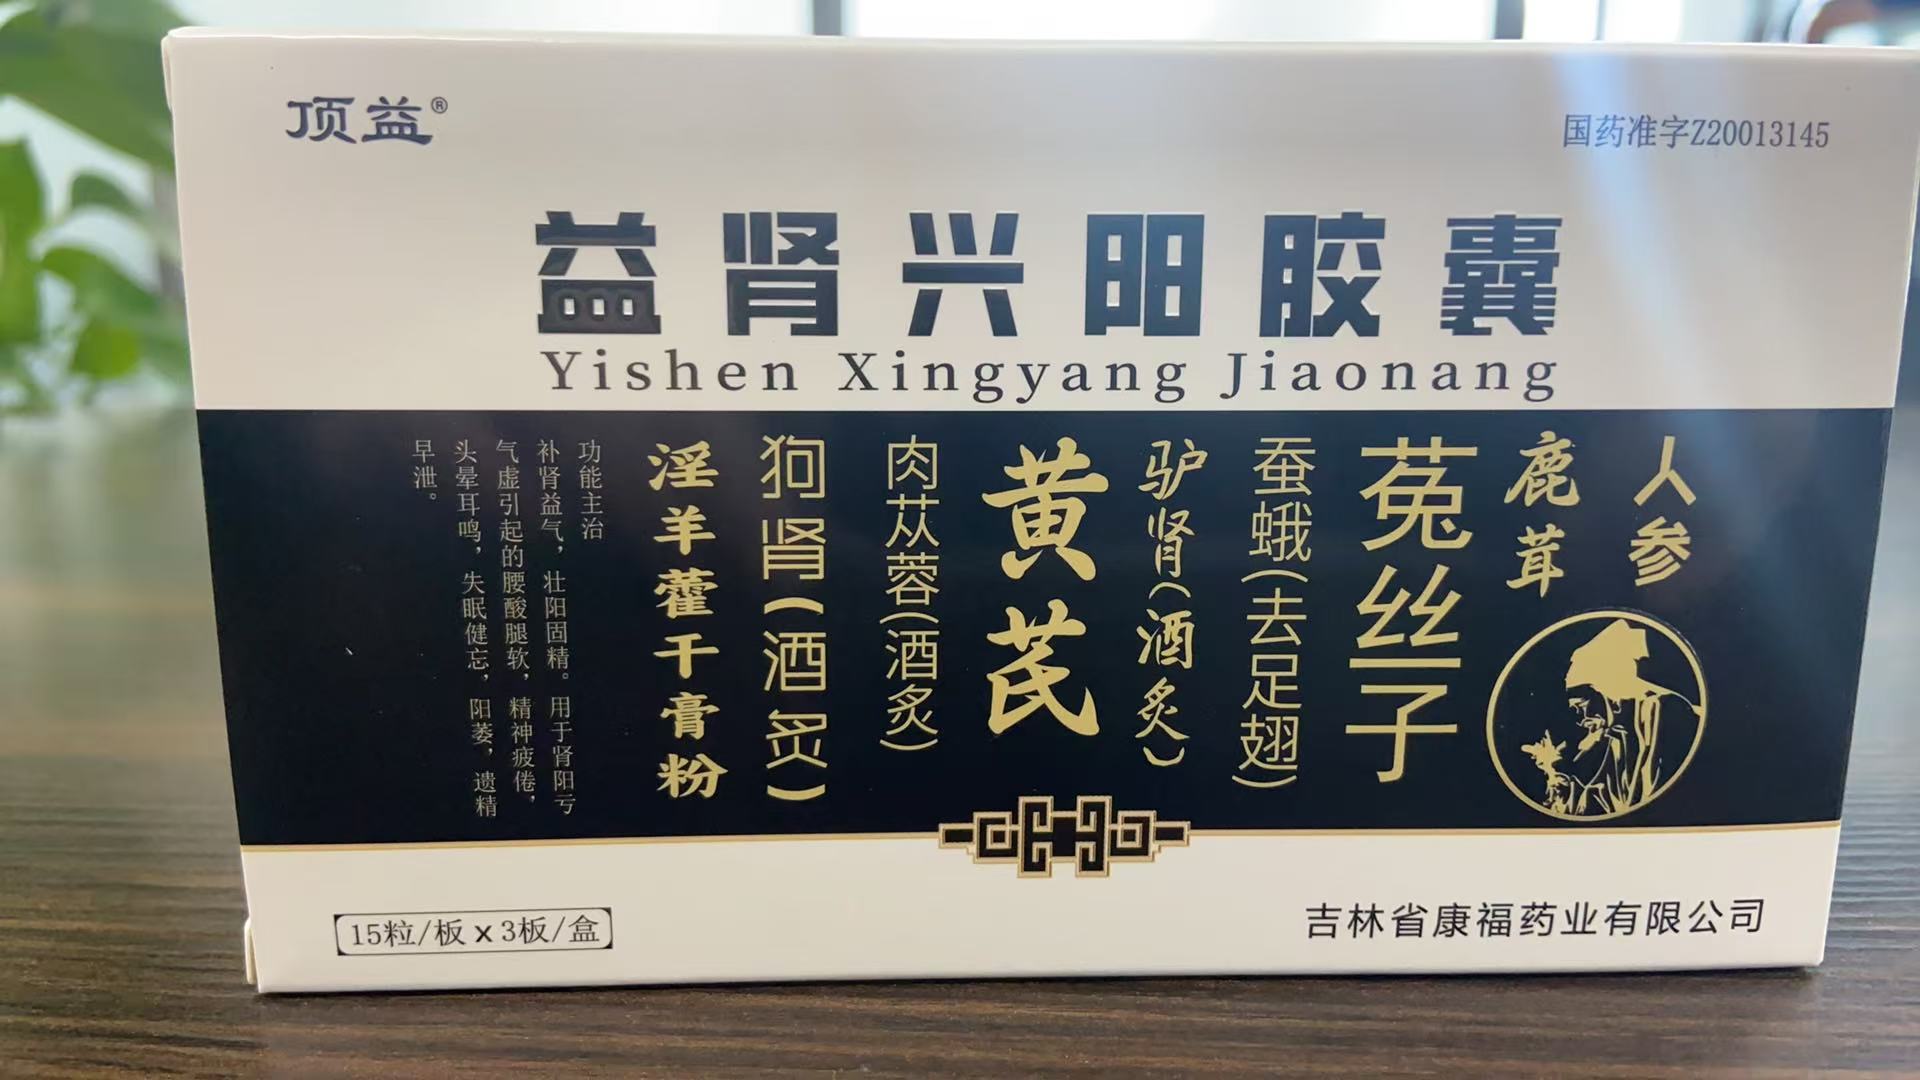 顶益®
国药准字Z20013145
益肾兴阳胶囊
Yishen Xingyang Jiaonang
人参
鹿茸
菟丝子
蚕蛾(去足翅)
驴肾(酒炙)
黄芪
肉苁蓉(酒炙)
狗肾(酒炙)
淫羊藿干膏粉
功能主治
补肾益气，壮阳固精。用于肾阳亏
气虚引起的腰酸腿软，精神疲倦，
头晕耳鸣，失眠健忘，阳萎，遗精
早泄。
15粒/板x3板/盒
吉林省康福药业有限公司